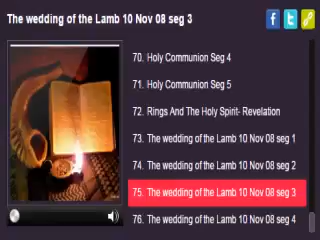 The wedding of the Lamb 10 Nov 08 seg 3
70. Holy Communion Seg 4
71. Holy Communion Seg 5
72. Rings And The Holy Spirit- Revelation
73. The wedding of the Lamb 10 Nov 08 seg 1
74. The wedding of the Lamb 10 Nov 08 seg 2
75. The wedding of the Lamb 10 Nov 08 seg 3
76. The wedding of the Lamb 10 Nov 08 seg 4